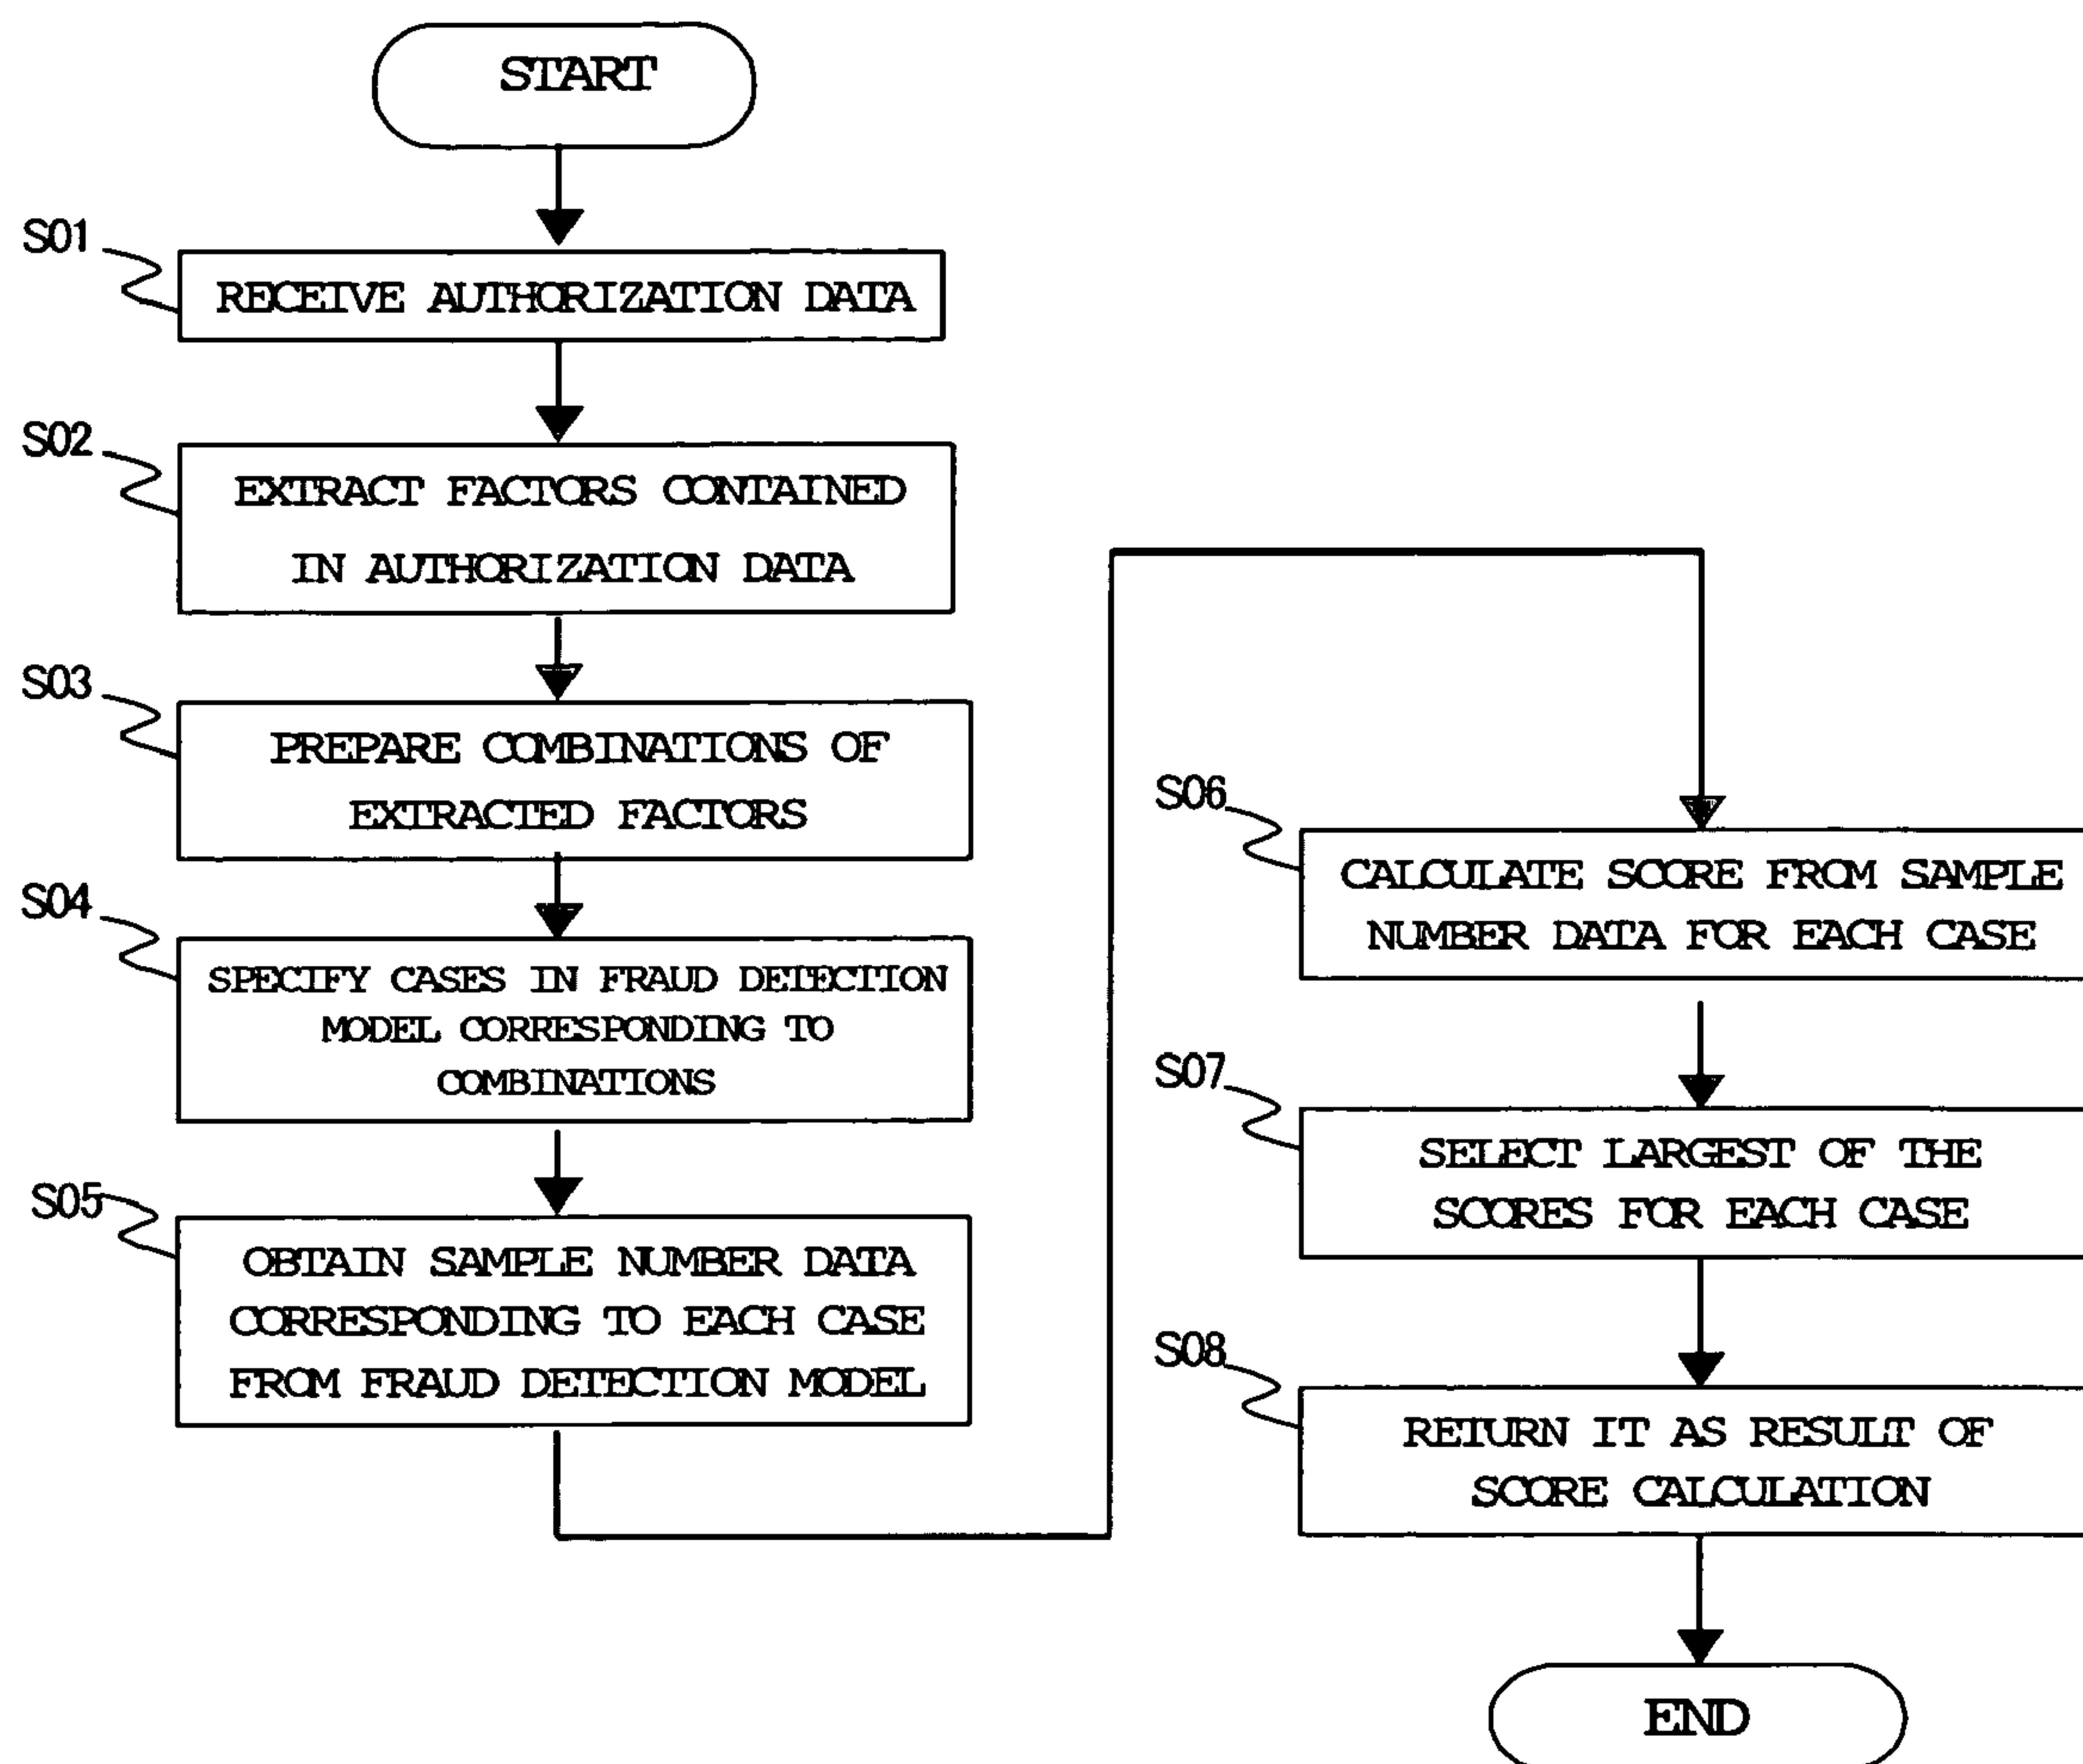 START
S01
RECEIVE AUTHORIZATION DATA
S02
EXTRACT FACTORS CONTAINED
IN AUTHORIZATION DATA
S03
PREPARE COMBINATIONS OF
EXTRACTED FACTORS
S04
SPECIFY CASES IN FRAUD DETECTION
MODEL CORRESPONDING TO
COMBINATIONS
S05
OBTAIN SAMPLE NUMBER DATA
CORRESPONDING TO EACH CASE
FROM FRAUD DETECTION MODEL
S06
CALCULATE SCORE FROM SAMPLE
NUMBER DATA FOR EACH CASE
S07
SELECT LARGEST OF THE
SCORES FOR EACH CASE
S08
RETURN IT AS RESULT OF
SCORE CALCULATION
END